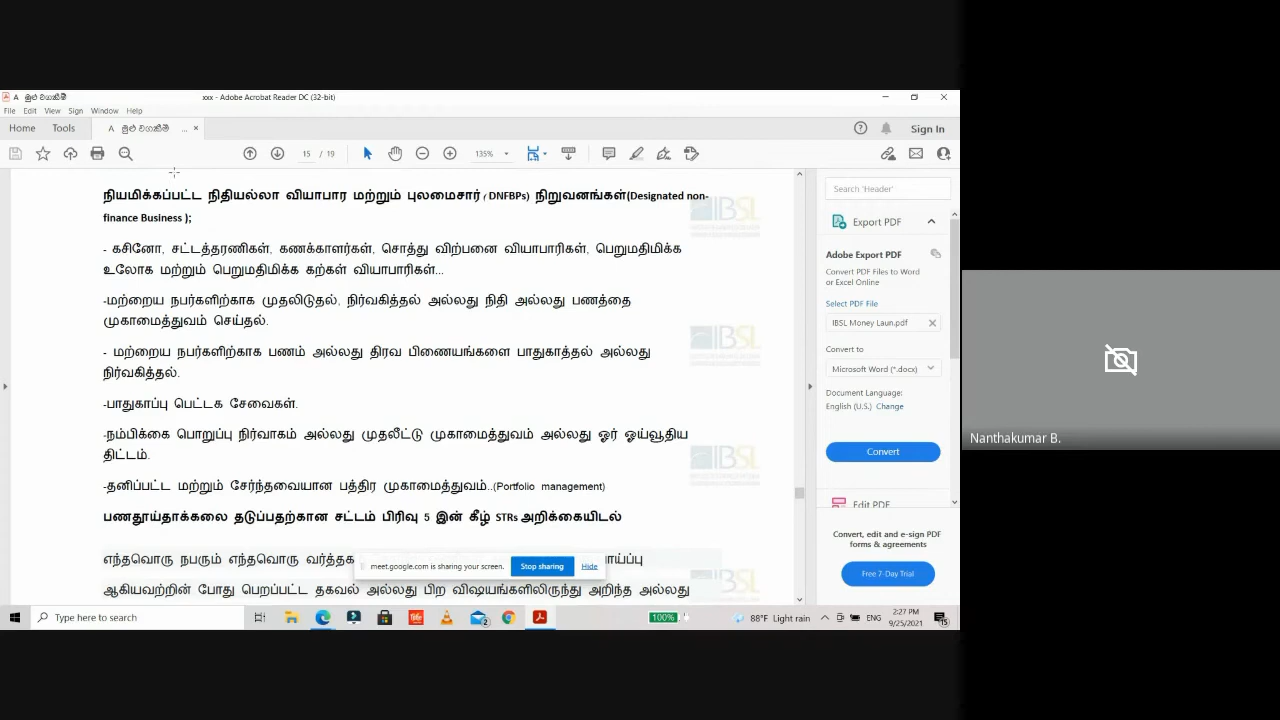 A මුළු වගකීම් ... xxx - Adobe Acrobat Reader DC (32-bit)
File Edit View Sign Window Help
Home Tools A මුළු වගකීම් ... × Sign In
15 / 19 135%
நியமிக்கப்பட்ட நிதியல்லா வியாபார மற்றும் புலமைசார் ( DNFBPs) நிறுவனங்கள்(Designated non-
finance Business );
- கசினோ, சட்டத்தரணிகள், கணக்காளர்கள், சொத்து விற்பனை வியாபாரிகள், பெறுமதிமிக்க
உலோக மற்றும் பெறுமதிமிக்க கற்கள் வியாபாரிகள்...
-மற்றைய நபர்களிற்காக முதலிடுதல், நிர்வகித்தல் அல்லது நிதி அல்லது பணத்தை
முகாமைத்துவம் செய்தல்.
- மற்றைய நபர்களிற்காக பணம் அல்லது திரவ பிணையங்களை பாதுகாத்தல் அல்லது
நிர்வகித்தல்.
-பாதுகாப்பு பெட்டக சேவைகள்.
-நம்பிக்கை பொறுப்பு நிர்வாகம் அல்லது முதலீட்டு முகாமைத்துவம் அல்லது ஓர் ஓய்வூதிய
திட்டம்.
-தனிப்பட்ட மற்றும் சேர்ந்தவையான பத்திர முகாமைத்துவம்..(Portfolio management)
பணதூய்தாக்கலை தடுப்பதற்கான சட்டம் பிரிவு 5 இன் கீழ் STRs அறிக்கையிடல்
எந்தவொரு நபரும் எந்தவொரு வர்த்தக
ஆகியவற்றின் போது பெறப்பட்ட தகவல் அல்லது பிற விஷயங்களிலிருந்து அறிந்த அல்லது
IBSL
IBSL
IBSL
meet.google.com is sharing your screen. Stop sharing Hide
Search 'Header'
Export PDF
Adobe Export PDF
Convert PDF Files to Word
or Excel Online
Select PDF File
IBSL Money Laun.pdf
Convert to
Microsoft Word (*.docx)
Document Language:
English (U.S.) Change
Convert
Edit PDF
Convert, edit and e-sign PDF
forms & agreements
Free 7-Day Trial
Type here to search
100% 88°F Light rain ENG 2:27 PM
9/25/2021 15
Nanthakumar B.